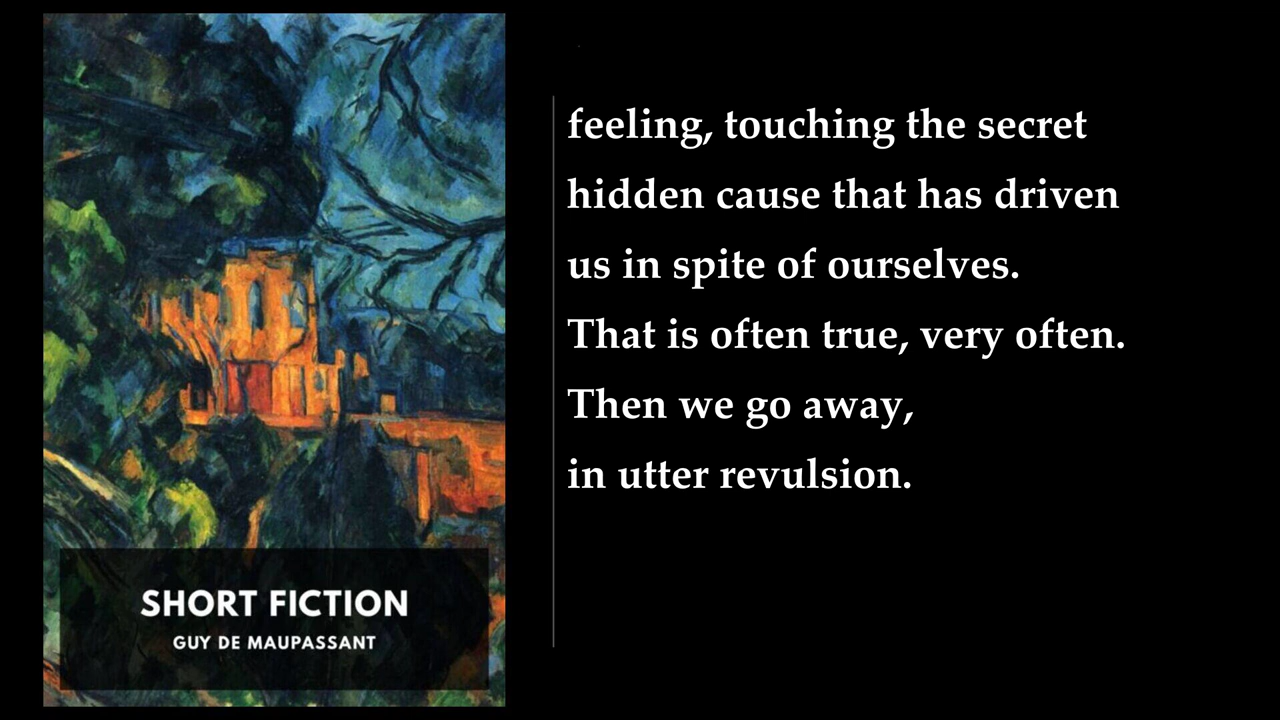 SHORT FICTION
GUY DE MAUPASSANT
feeling, touching the secret
hidden cause that has driven
us in spite of ourselves.
That is often true, very often.
Then we go away,
in utter revulsion.